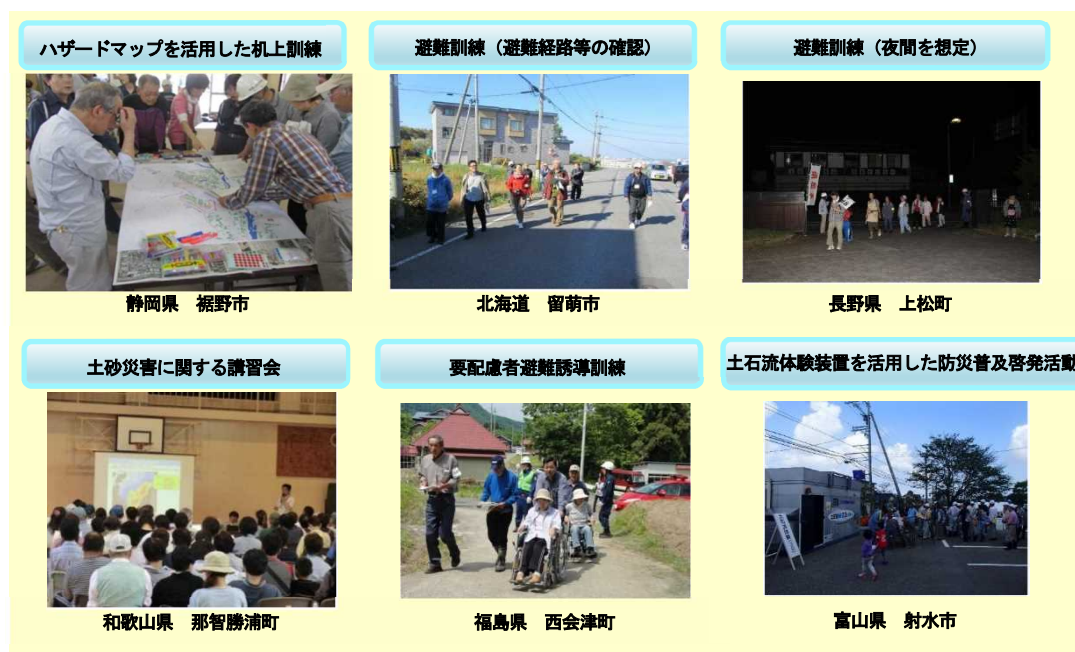 ハザードマップを活用した机上訓練
避難訓練（避難経路等の確認）
避難訓練（夜間を想定）
静岡県　裾野市
北海道　留萌市
長野県　上松町
土砂災害に関する講習会
要配慮者避難誘導訓練
土石流体験装置を活用した防災普及啓発活動
和歌山県　那智勝浦町
福島県　西会津町
富山県　射水市